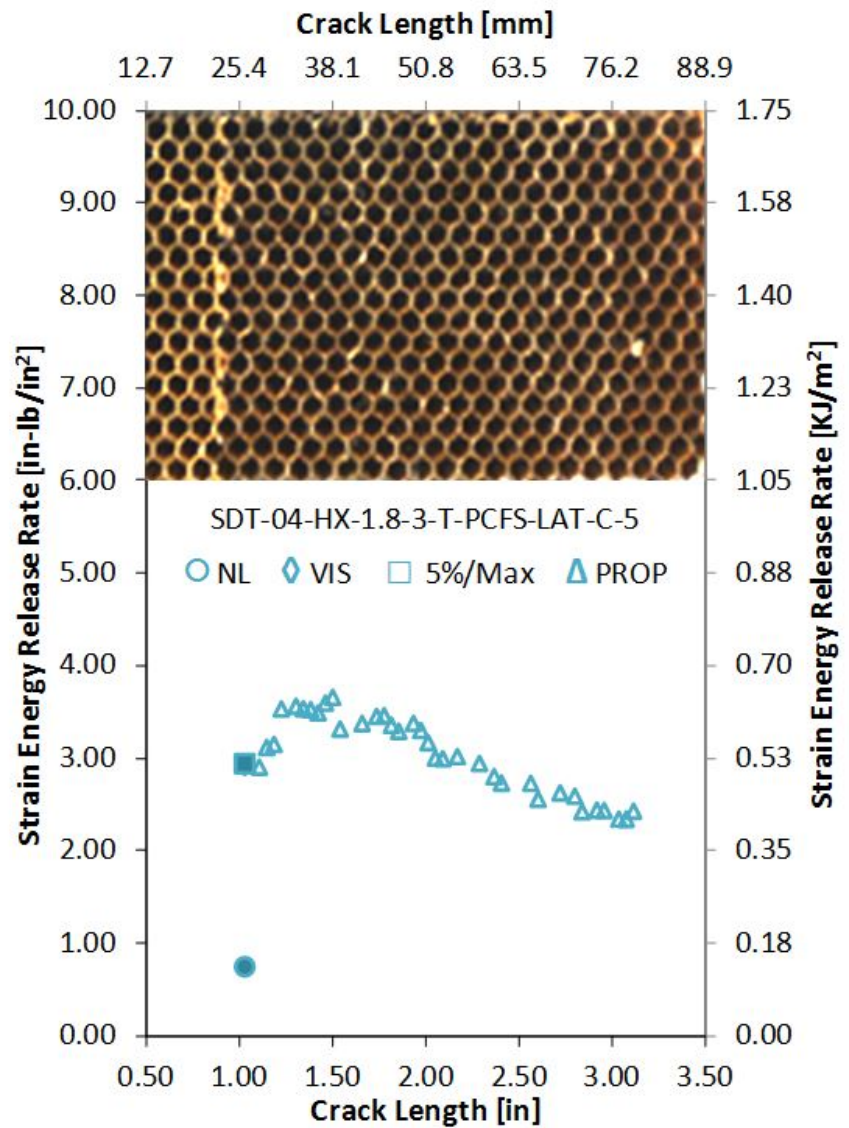 Crack Length [mm]
12.7 25.4 38.1 50.8 63.5 76.2 88.9
10.00 1.75
9.00 1.58
8.00 1.40
7.00 1.23
6.00 1.05
SDT-04-HX-1.8-3-T-PCFS-LAT-C-5
NL VIS 5%/Max PROP
5.00 0.88
4.00 0.70
3.00 0.53
2.00 0.35
1.00 0.18
0.00 0.00
Strain Energy Release Rate [in-lb/in²]
Strain Energy Release Rate [KJ/m²]
0.50 1.00 1.50 2.00 2.50 3.00 3.50
Crack Length [in]